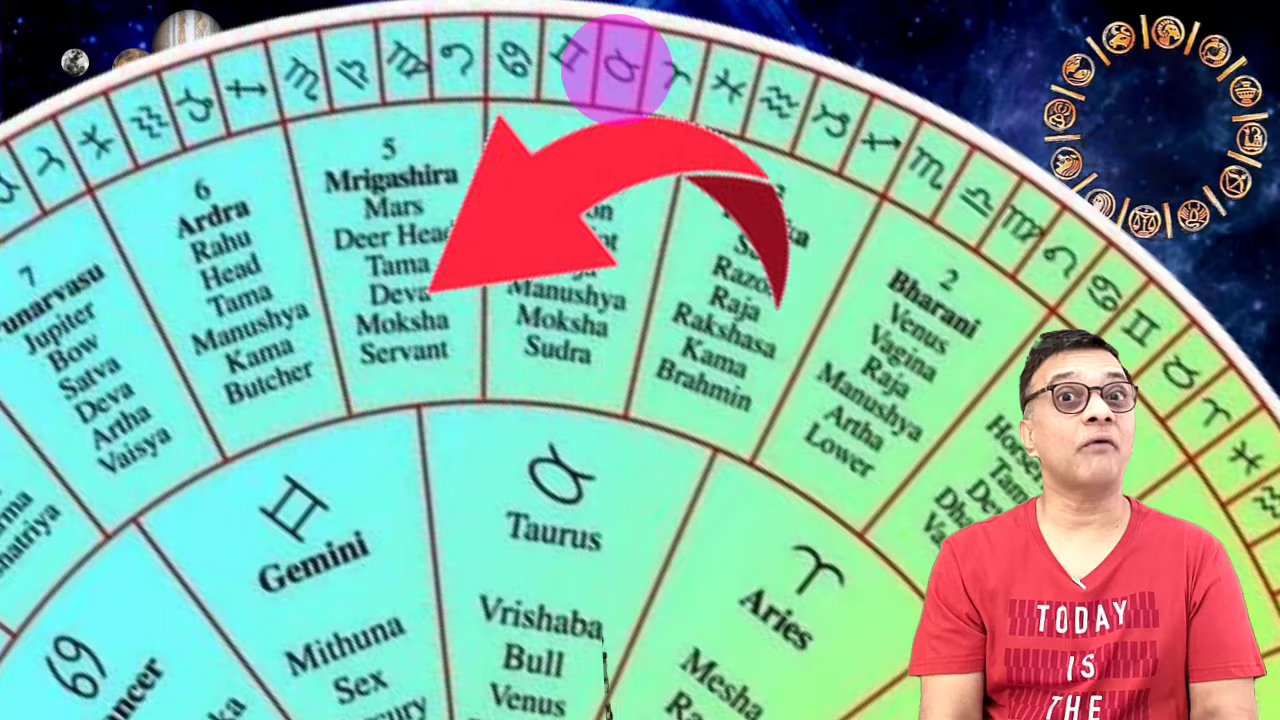 7
unarvasu
Jupiter
Bow
Satva
Deva
Artha
Vaisya
6
Ardra
Rahu
Head
Tama
Manushya
Kama
Butcher
5
Mrigashira
Mars
Deer Head
Tama
Deva
Moksha
Servant
Manushya
Moksha
Sudra
Raja
Rakshasa
Kama
Brahmin
2
Bharani
Venus
Vagina
Raja
Manushya
Artha
Lower
Gemini
Mithuna
Sex
Taurus
Vrishaba
Bull
Venus
Aries
Mesha
TODAY
IS
THE